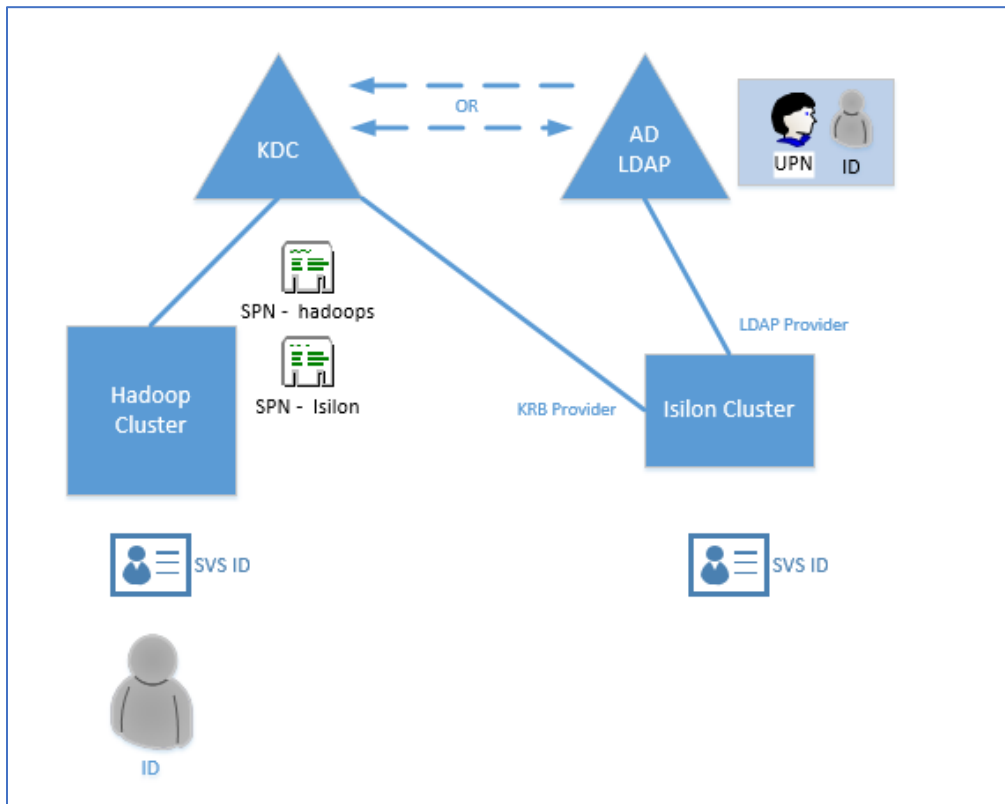 OR
KDC
AD
LDAP
UPN
ID
SPN - hadoops
LDAP Provider
SPN - Isilon
Hadoop
Cluster
KRB Provider
Isilon Cluster
SVS ID
SVS ID
ID